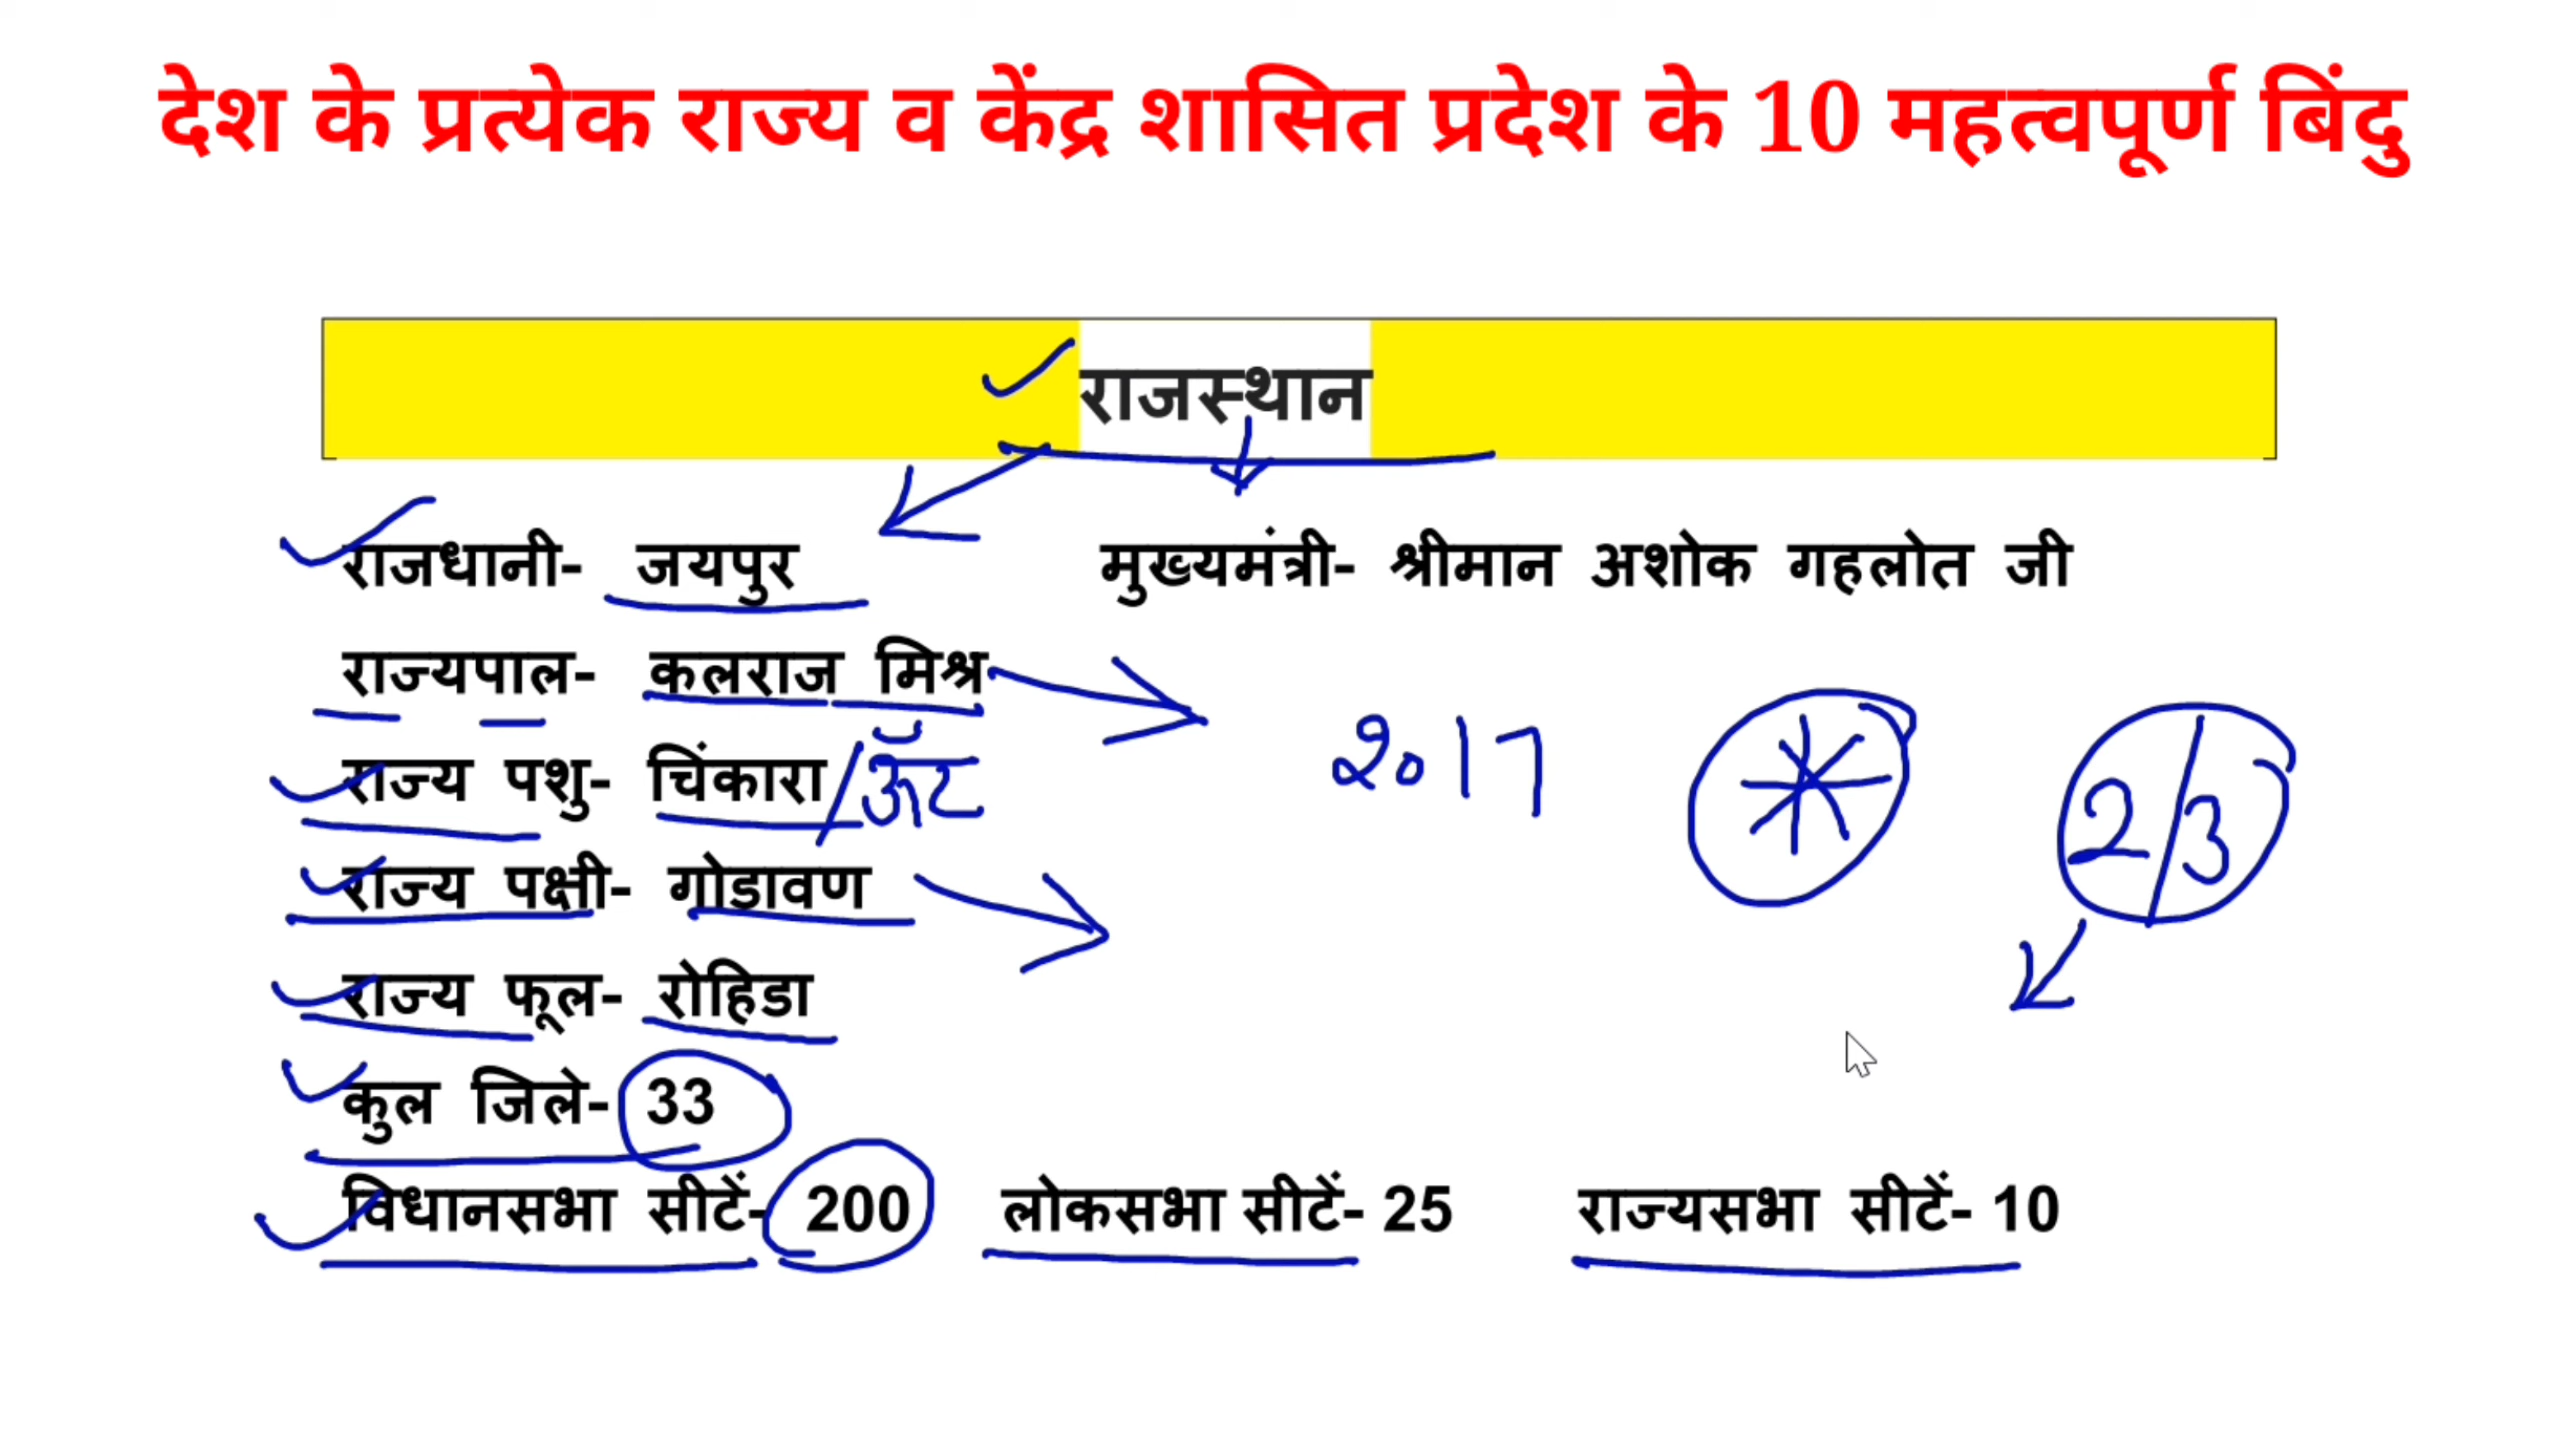 देश के प्रत्येक राज्य व केंद्र शासित प्रदेश के 10 महत्वपूर्ण बिंदु
राजस्थान
राजधानी- जयपुर मुख्यमंत्री- श्रीमान अशोक गहलोत जी
राज्यपाल- कलराज मिश्र
राज्य पशु- चिंकारा/ऊँट 2017 2/3
राज्य पक्षी- गोडावण
राज्य फूल- रोहिडा
कुल जिले- 33
विधानसभा सीटें- 200 लोकसभा सीटें- 25 राज्यसभा सीटें- 10